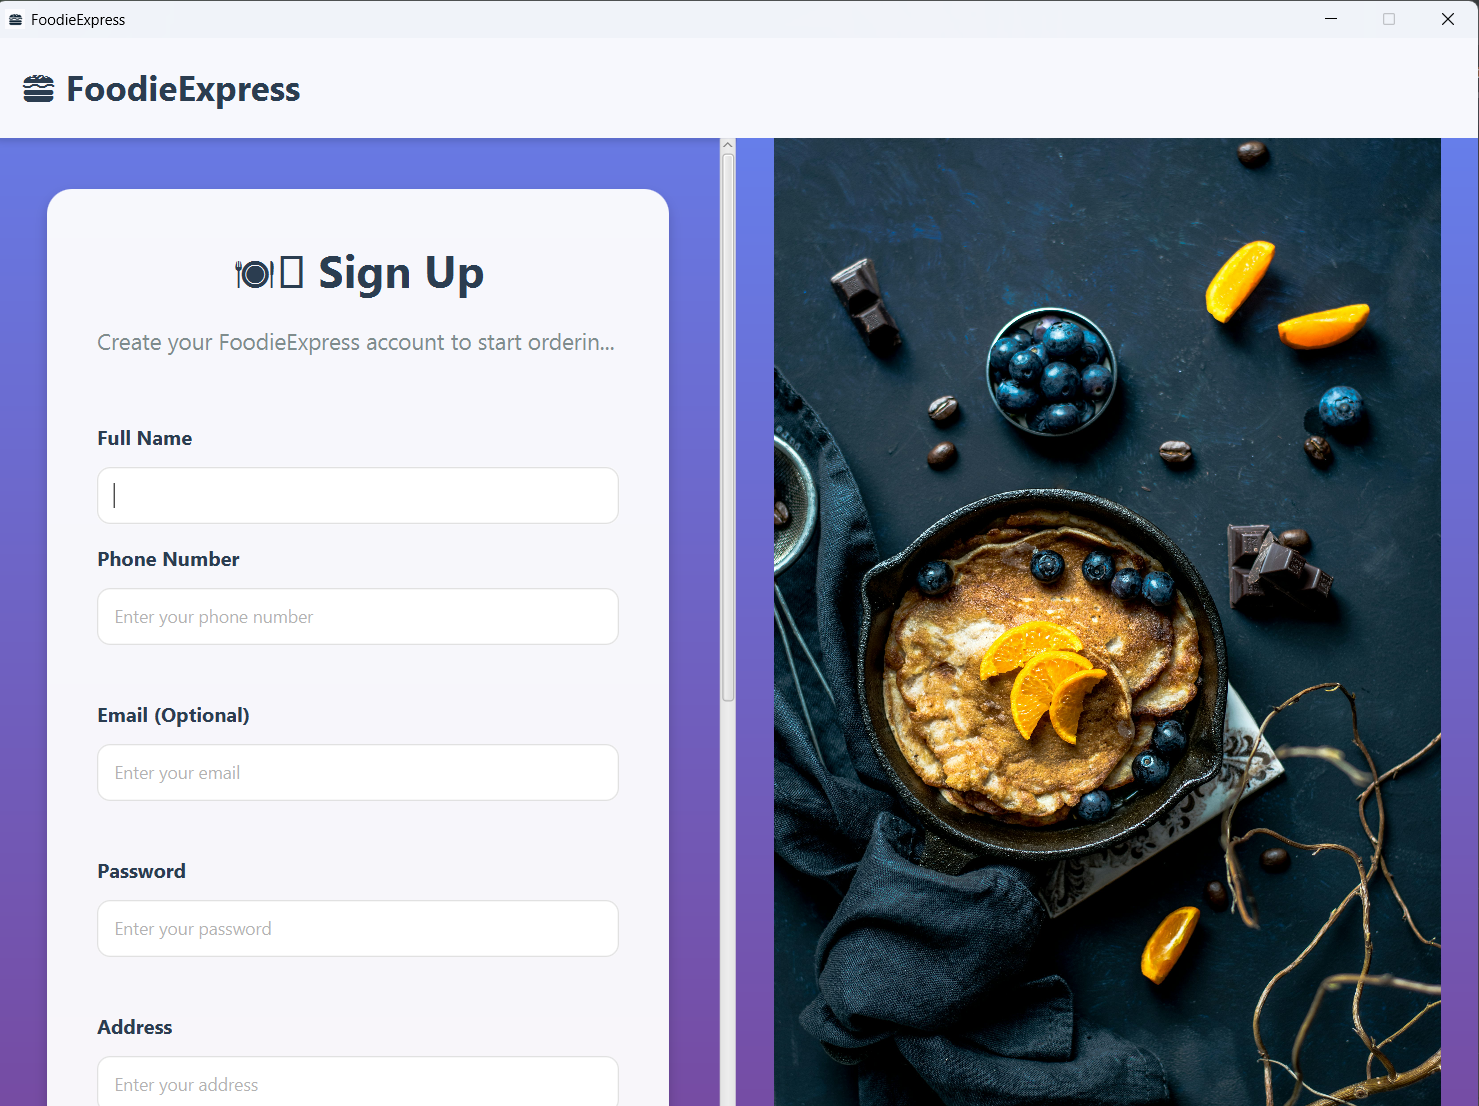 FoodieExpress
FoodieExpress
🍽️ Sign Up
Create your FoodieExpress account to start orderin...
Full Name
Phone Number
Enter your phone number
Email (Optional)
Enter your email
Password
Enter your password
Address
Enter your address